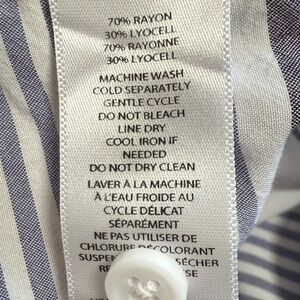 70% RAYON
30% LYOCELL
70% RAYONNE
30% LYOCELL
MACHINE WASH
COLD SEPARATELY
GENTLE CYCLE
DO NOT BLEACH
LINE DRY
COOL IRON IF
NEEDED
DO NOT DRY CLEAN
LAVER À LA MACHINE
À L'EAU FROIDE AU
CYCLE DÉLICAT
SÉPARÉMENT
NE PAS UTILISER DE
CHLORURE DÉCOLORANT
SÉCHER